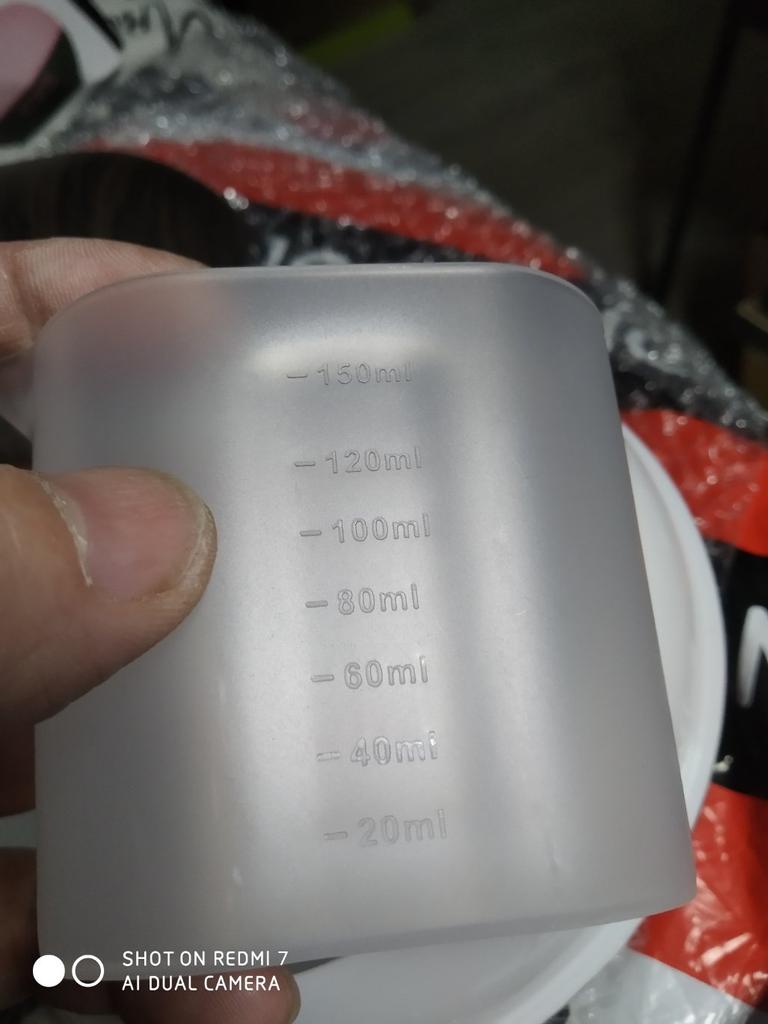 -150ml
-120ml
-100ml
-80ml
-60ml
-40ml
-20ml
SHOT ON REDMI 7
AI DUAL CAMERA